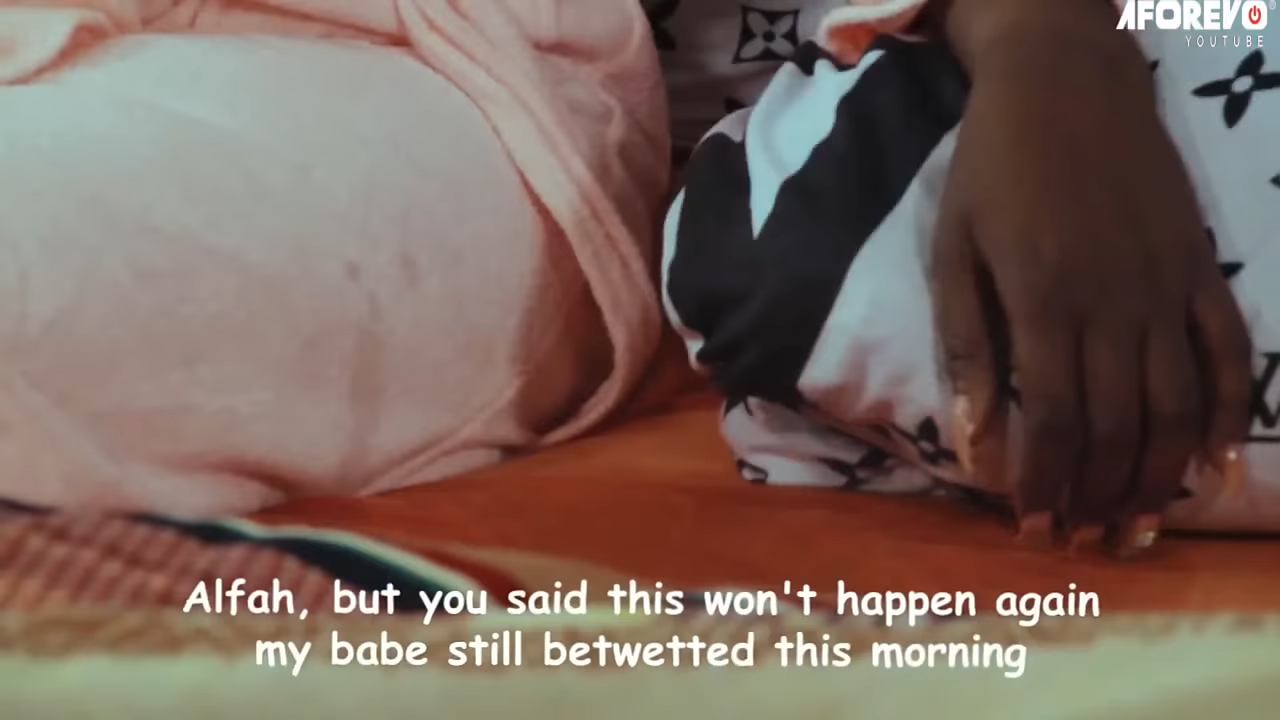 AFOREVO
YOUTUBE
Alfah, but you said this won't happen again
my babe still betwetted this morning